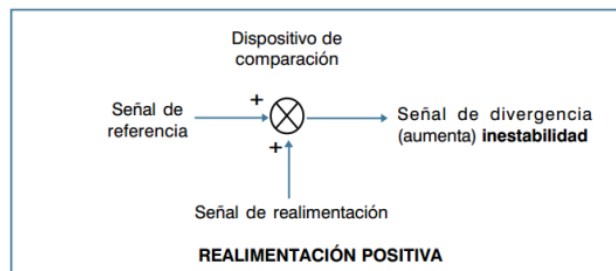 Dispositivo de
comparación
+
Señal de
referencia
Señal de divergencia
(aumenta) inestabilidad
+
Señal de realimentación
REALIMENTACIÓN POSITIVA